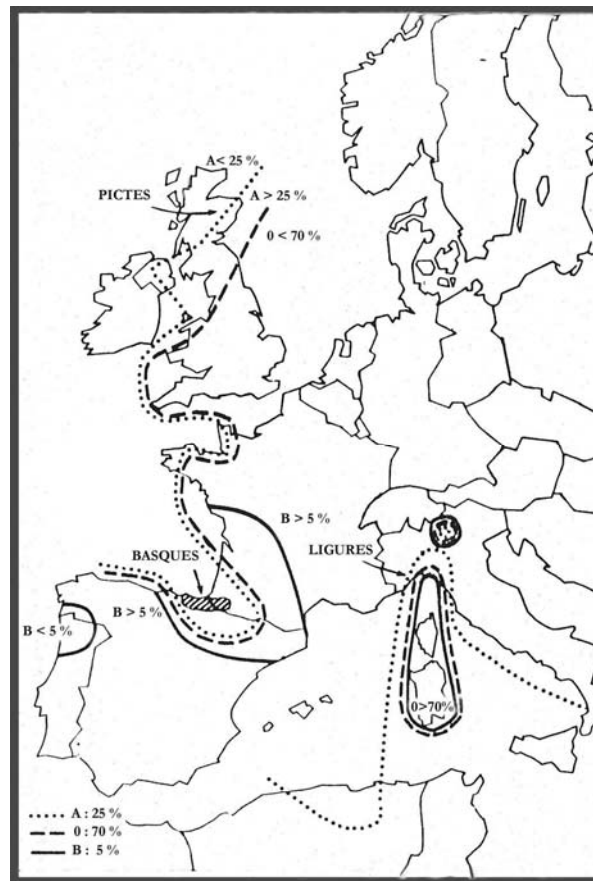 A < 25 %
PICTES
A > 25 %
0 < 70 %
B > 5 %
BASQUES
LIGURES
B > 5 %
B < 5 %
0>70%
A : 25 %
0 : 70 %
B : 5 %